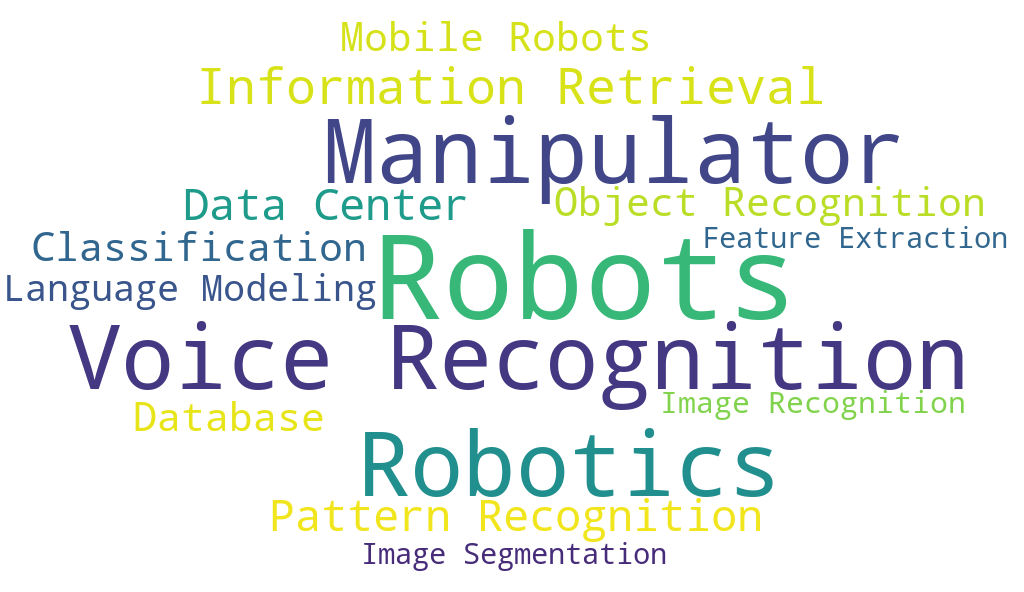 Mobile Robots
Information Retrieval
Manipulator
Data Center
Object Recognition
Classification
Feature Extraction
Robots
Language Modeling
Voice Recognition
Image Recognition
Database
Robotics
Pattern Recognition
Image Segmentation